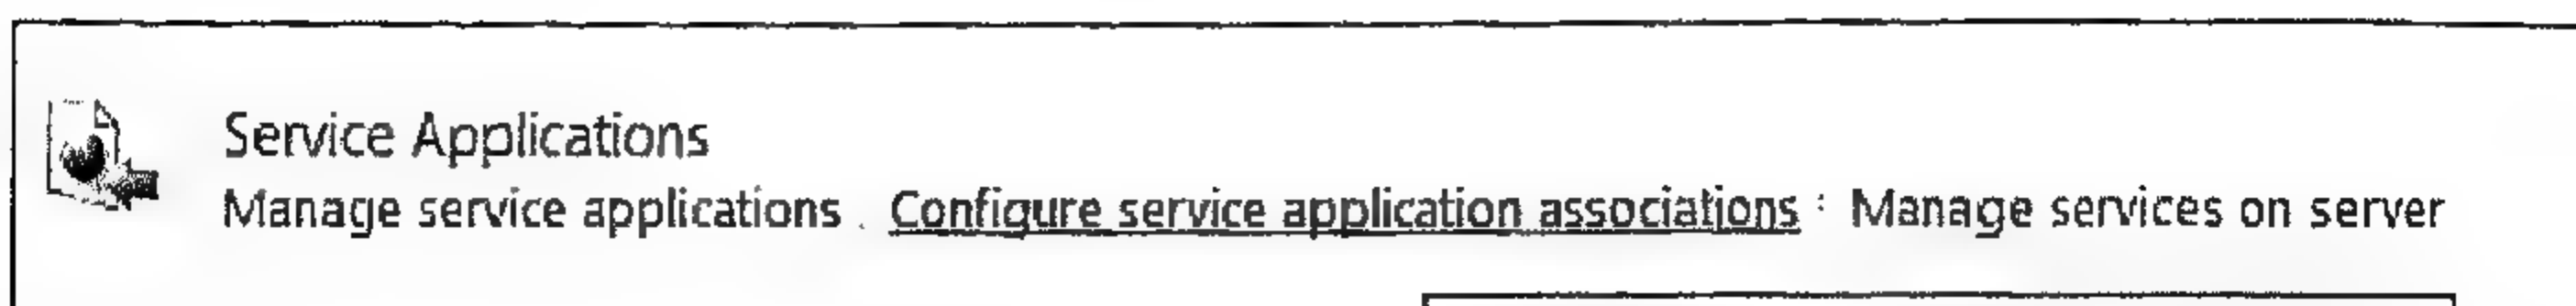 Service Applications
Manage service applications Configure service application associations Manage services on server